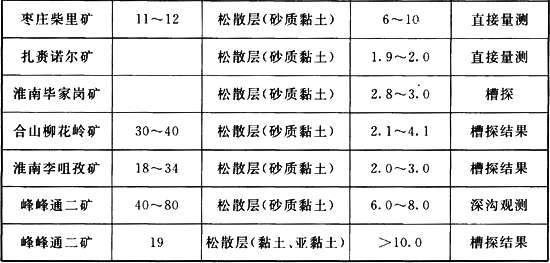 枣庄柴里矿 11～12 松散层(砂质黏土) 6～10 直接量测
扎赉诺尔矿 松散层(砂质黏土) 1.9～2.0 直接量测
淮南毕家岗矿 松散层(砂质黏土) 2.8～3.0 槽探
合山柳花岭矿 30～40 松散层(砂质黏土) 2.1～4.1 槽探结果
淮南李咀孜矿 18～34 松散层(砂质黏土) 2.0～3.0 槽探结果
峰峰通二矿 40～80 松散层(砂质黏土) 6.0～8.0 深沟观测
峰峰通二矿 19 松散层(黏土、亚黏土) ＞10.0 槽探结果